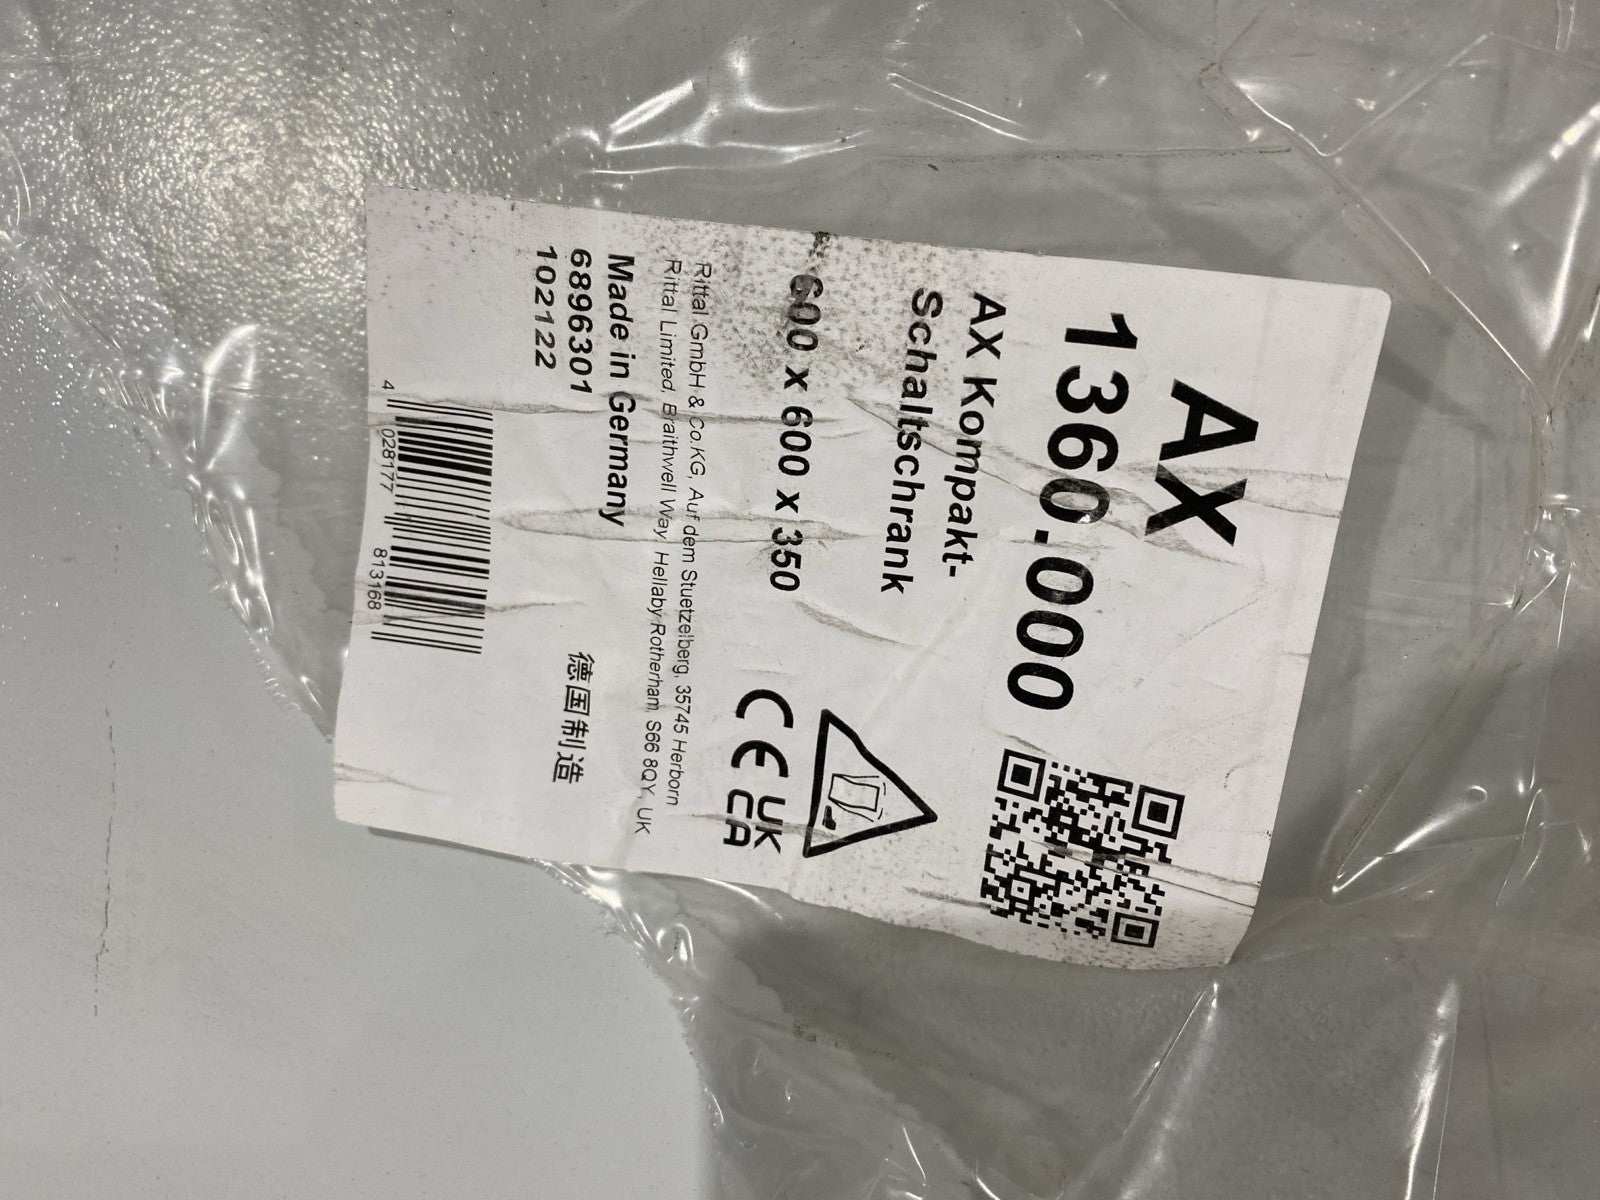 AX
1360.000
AX Kompakt-
Schaltschrank
600 x 600 x 350
CE UK
CA
Rittal GmbH & Co.KG, Auf dem Stuetzelberg, 35745 Herborn
Rittal Limited, Braithwell Way Hellaby Rotherham, S66 8QY, UK
Made in Germany
6896301
102122
德国制造
4 028177 813168